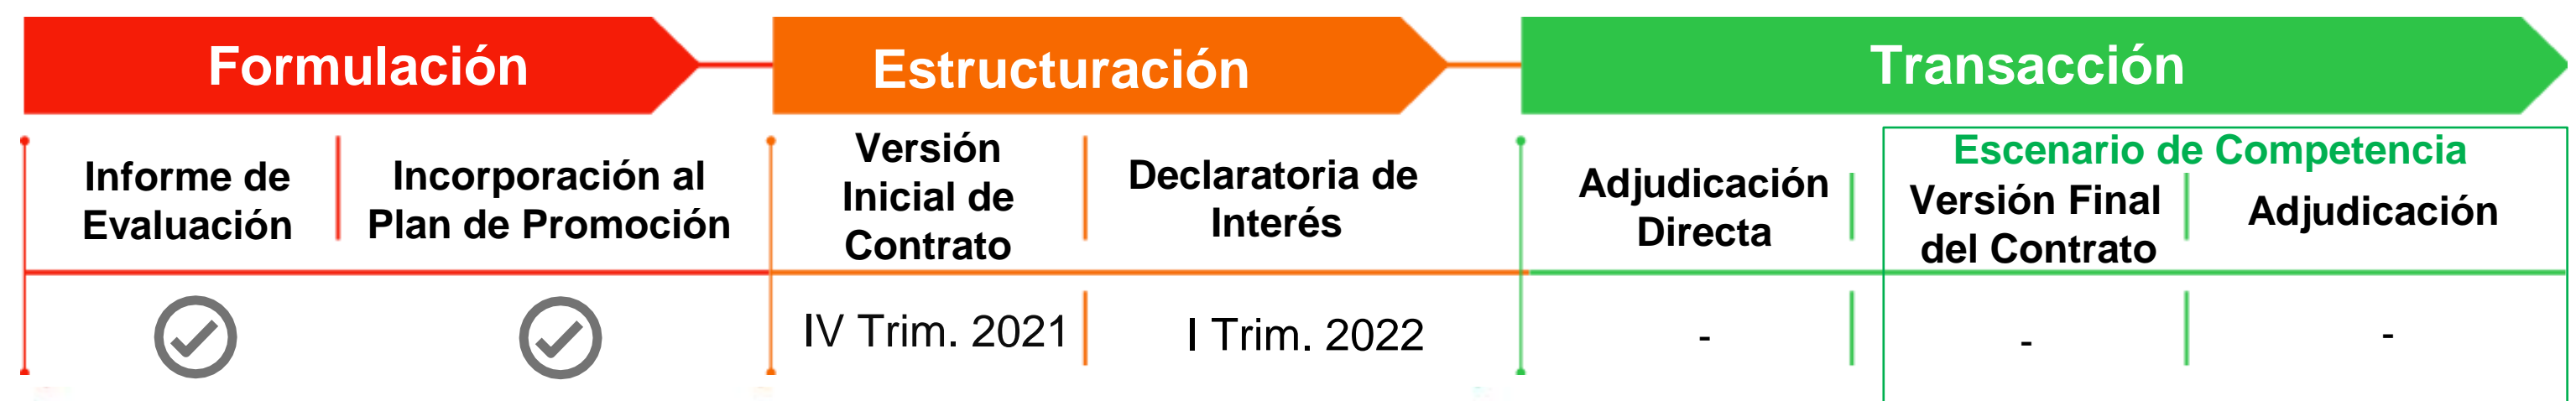 Formulación
Estructuración
Transacción
Informe de
Evaluación
Incorporación al
Plan de Promoción
Versión
Inicial de
Contrato
Declaratoria de
Interés
Adjudicación
Directa
Escenario de Competencia
Versión Final
del Contrato
Adjudicación
IV Trim. 2021
I Trim. 2022
-
-
-